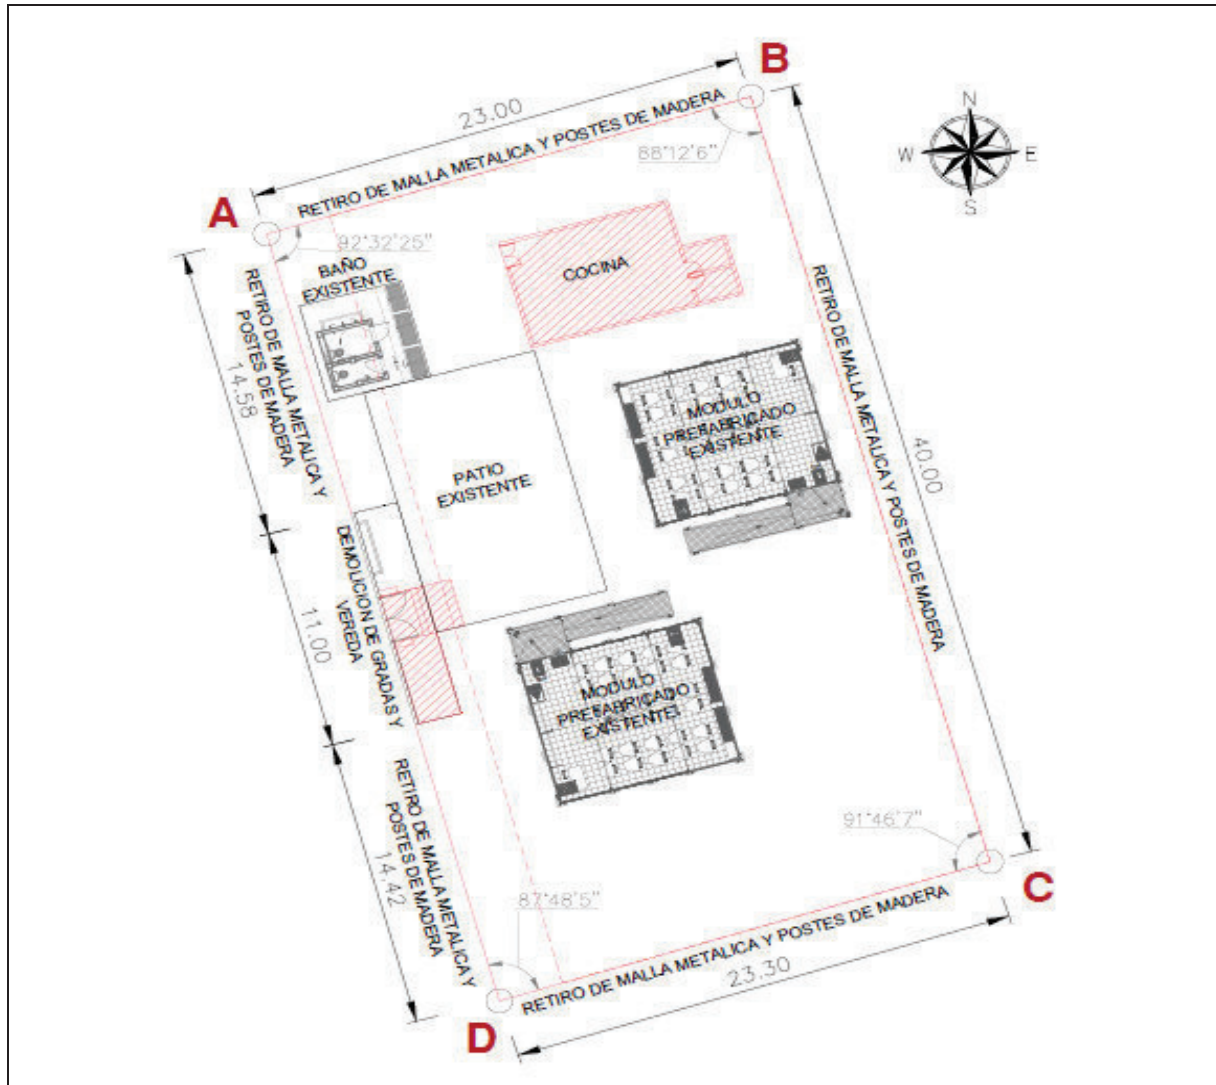 B
23.00
RETIRO DE MALLA METALICA Y POSTES DE MADERA
88°12'6"
N
W
E
S
A
92°32'25"
BAÑO
EXISTENTE
COCINA
RETIRO DE MALLA METALICA Y
POSTES DE MADERA
14.58
MODULO
PREFABRICADO
EXISTENTE
RETIRO DE MALLA METALICA Y POSTES DE MADERA
40.00
PATIO
EXISTENTE
DEMOLICION DE GRADAS Y
VEREDA
11.00
MODULO
PREFABRICADO
EXISTENTE
RETIRO DE MALLA METALICA Y
POSTES DE MADERA
14.42
91°46'7"
C
87°48'5"
RETIRO DE MALLA METALICA Y POSTES DE MADERA
23.30
D